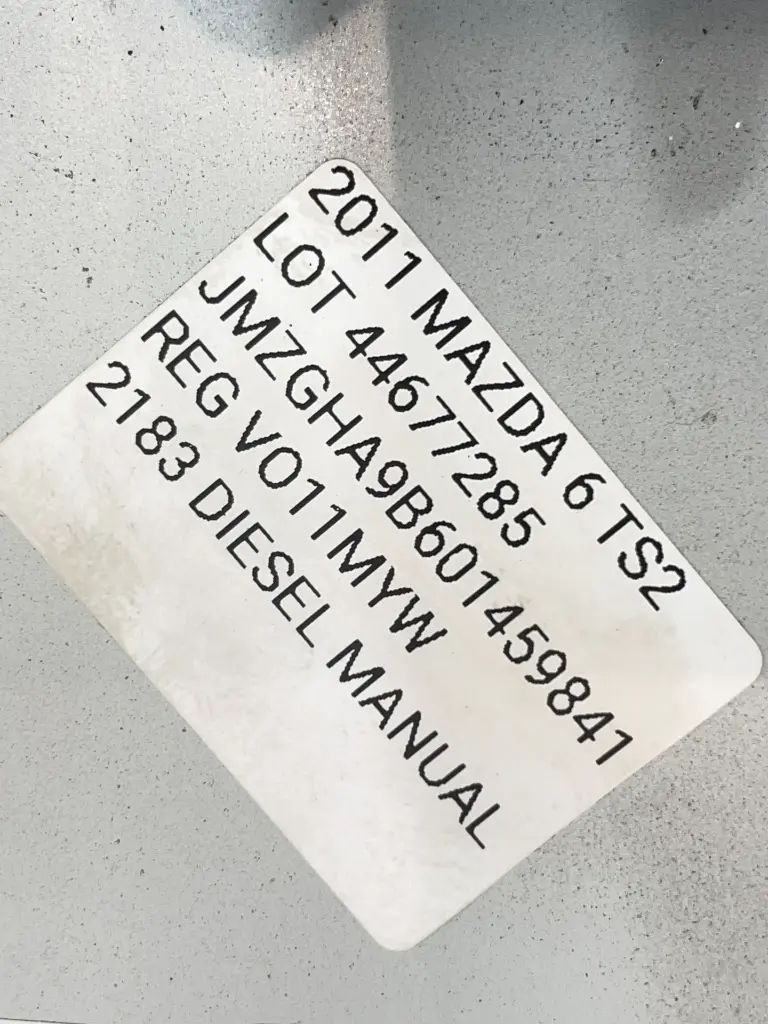 2011 MAZDA 6 TS2
LOT 44677285
JMZGHA9B601459841
REG VO11MYW
2183 DIESEL MANUAL